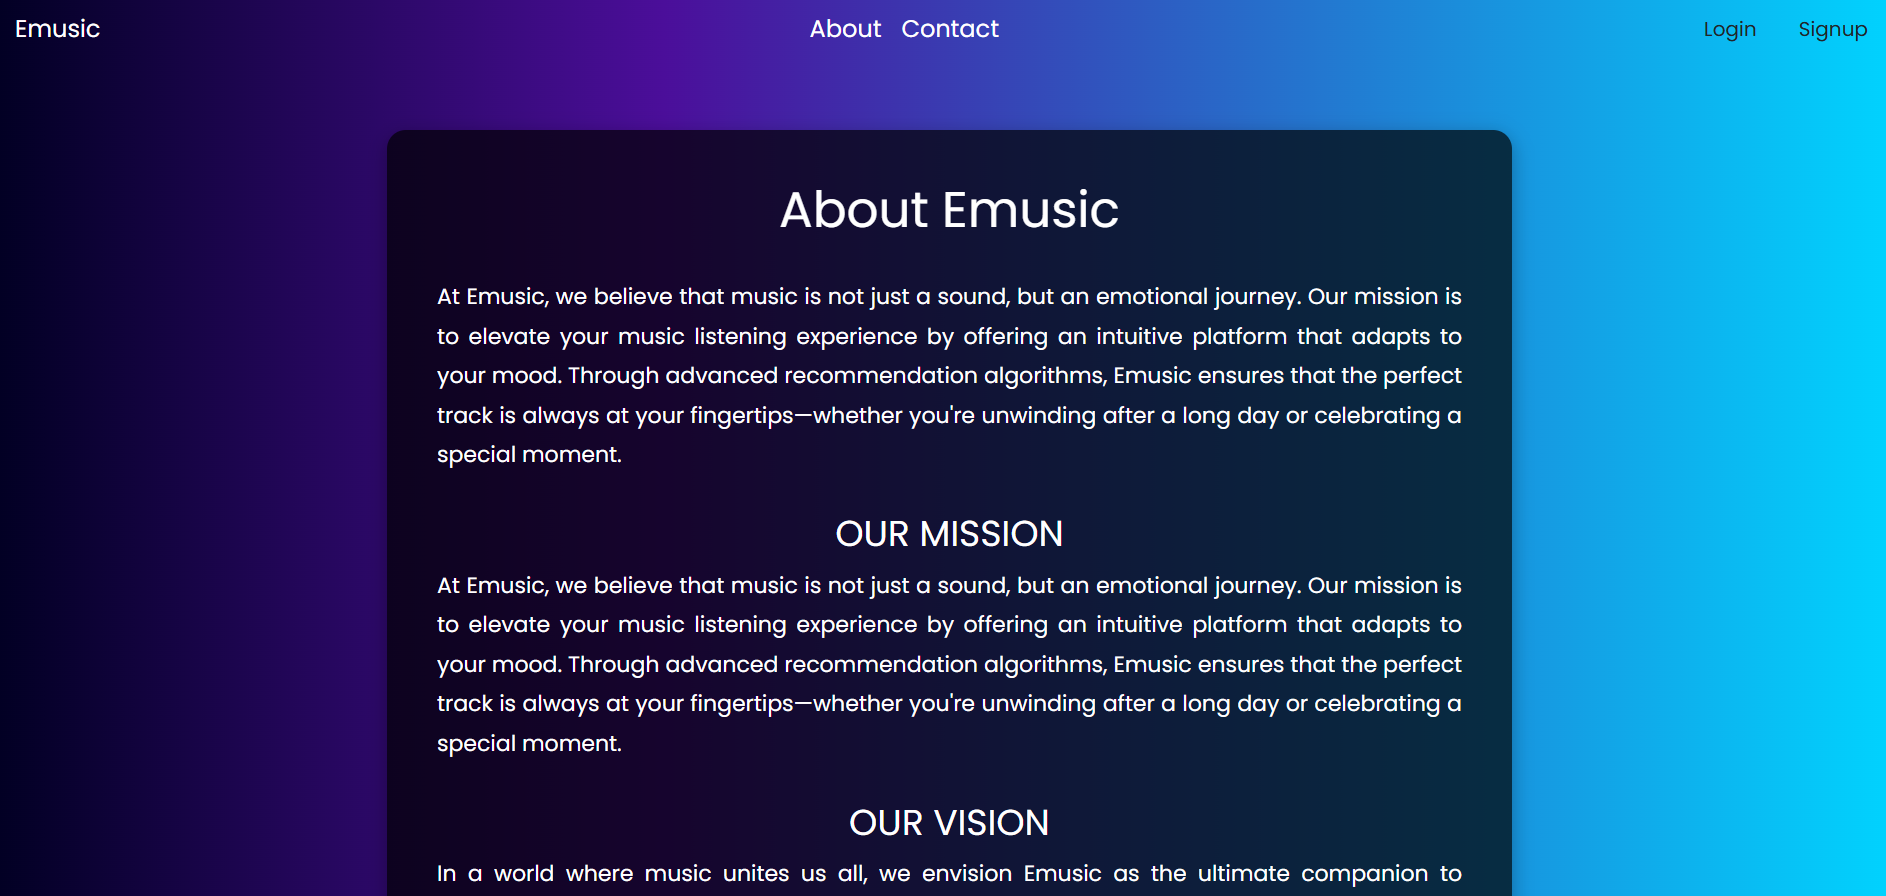 Emusic About Contact Login Signup
About Emusic
At Emusic, we believe that music is not just a sound, but an emotional journey. Our mission is
to elevate your music listening experience by offering an intuitive platform that adapts to
your mood. Through advanced recommendation algorithms, Emusic ensures that the perfect
track is always at your fingertips—whether you're unwinding after a long day or celebrating a
special moment.
OUR MISSION
At Emusic, we believe that music is not just a sound, but an emotional journey. Our mission is
to elevate your music listening experience by offering an intuitive platform that adapts to
your mood. Through advanced recommendation algorithms, Emusic ensures that the perfect
track is always at your fingertips—whether you're unwinding after a long day or celebrating a
special moment.
OUR VISION
In a world where music unites us all, we envision Emusic as the ultimate companion to